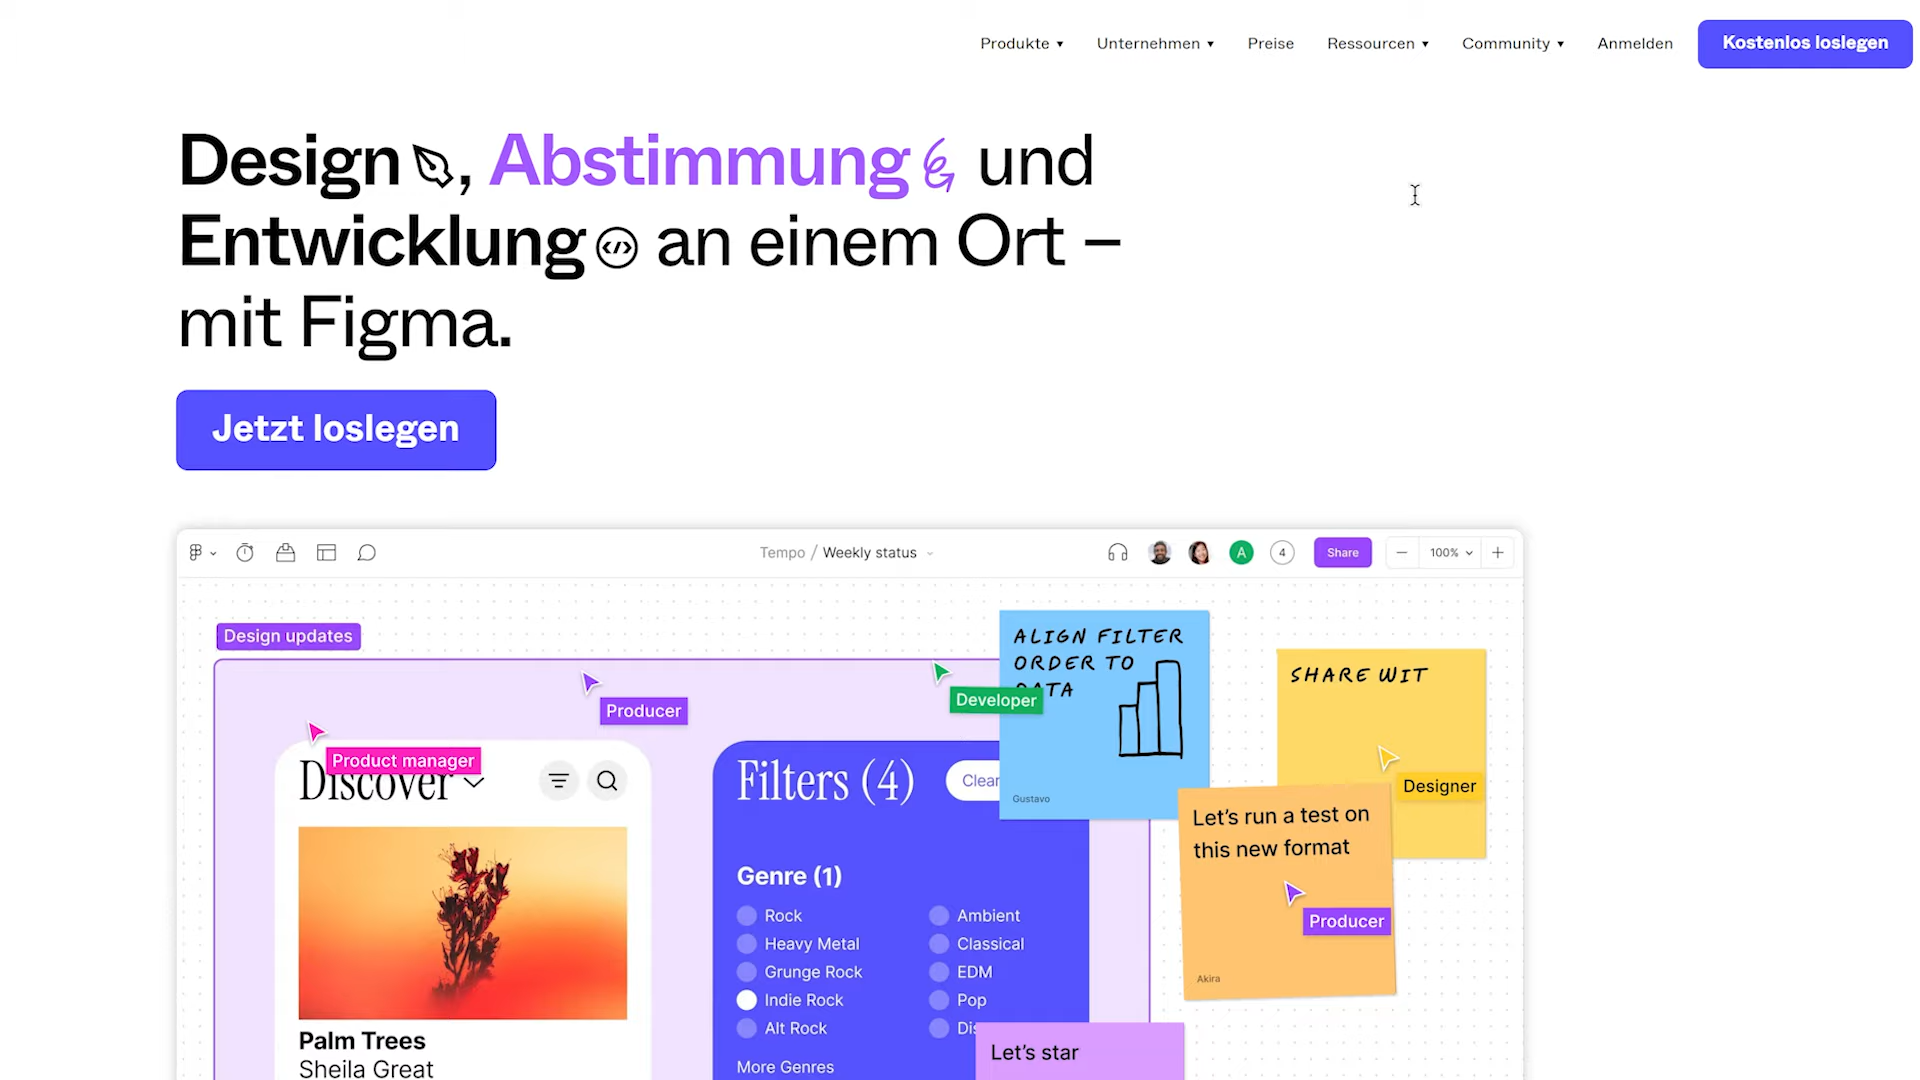 Produkte ▼ Unternehmen ▼ Preise Ressourcen ▼ Community ▼ Anmelden Kostenlos loslegen
Design, Abstimmung und
Entwicklung an einem Ort –
mit Figma.
Jetzt loslegen
Tempo / Weekly status
A
4
Share
100%
Design updates
Producer
Product manager
Developer
Discover
Palm Trees
Sheila Great
Filters (4)
Clear
Genre (1)
Rock
Heavy Metal
Grunge Rock
Indie Rock
Alt Rock
Ambient
Classical
EDM
Pop
More Genres
ALIGN FILTER
ORDER TO
DATA
Gustavo
SHARE WIT
Designer
Let’s run a test on
this new format
Producer
Akira
Let’s star